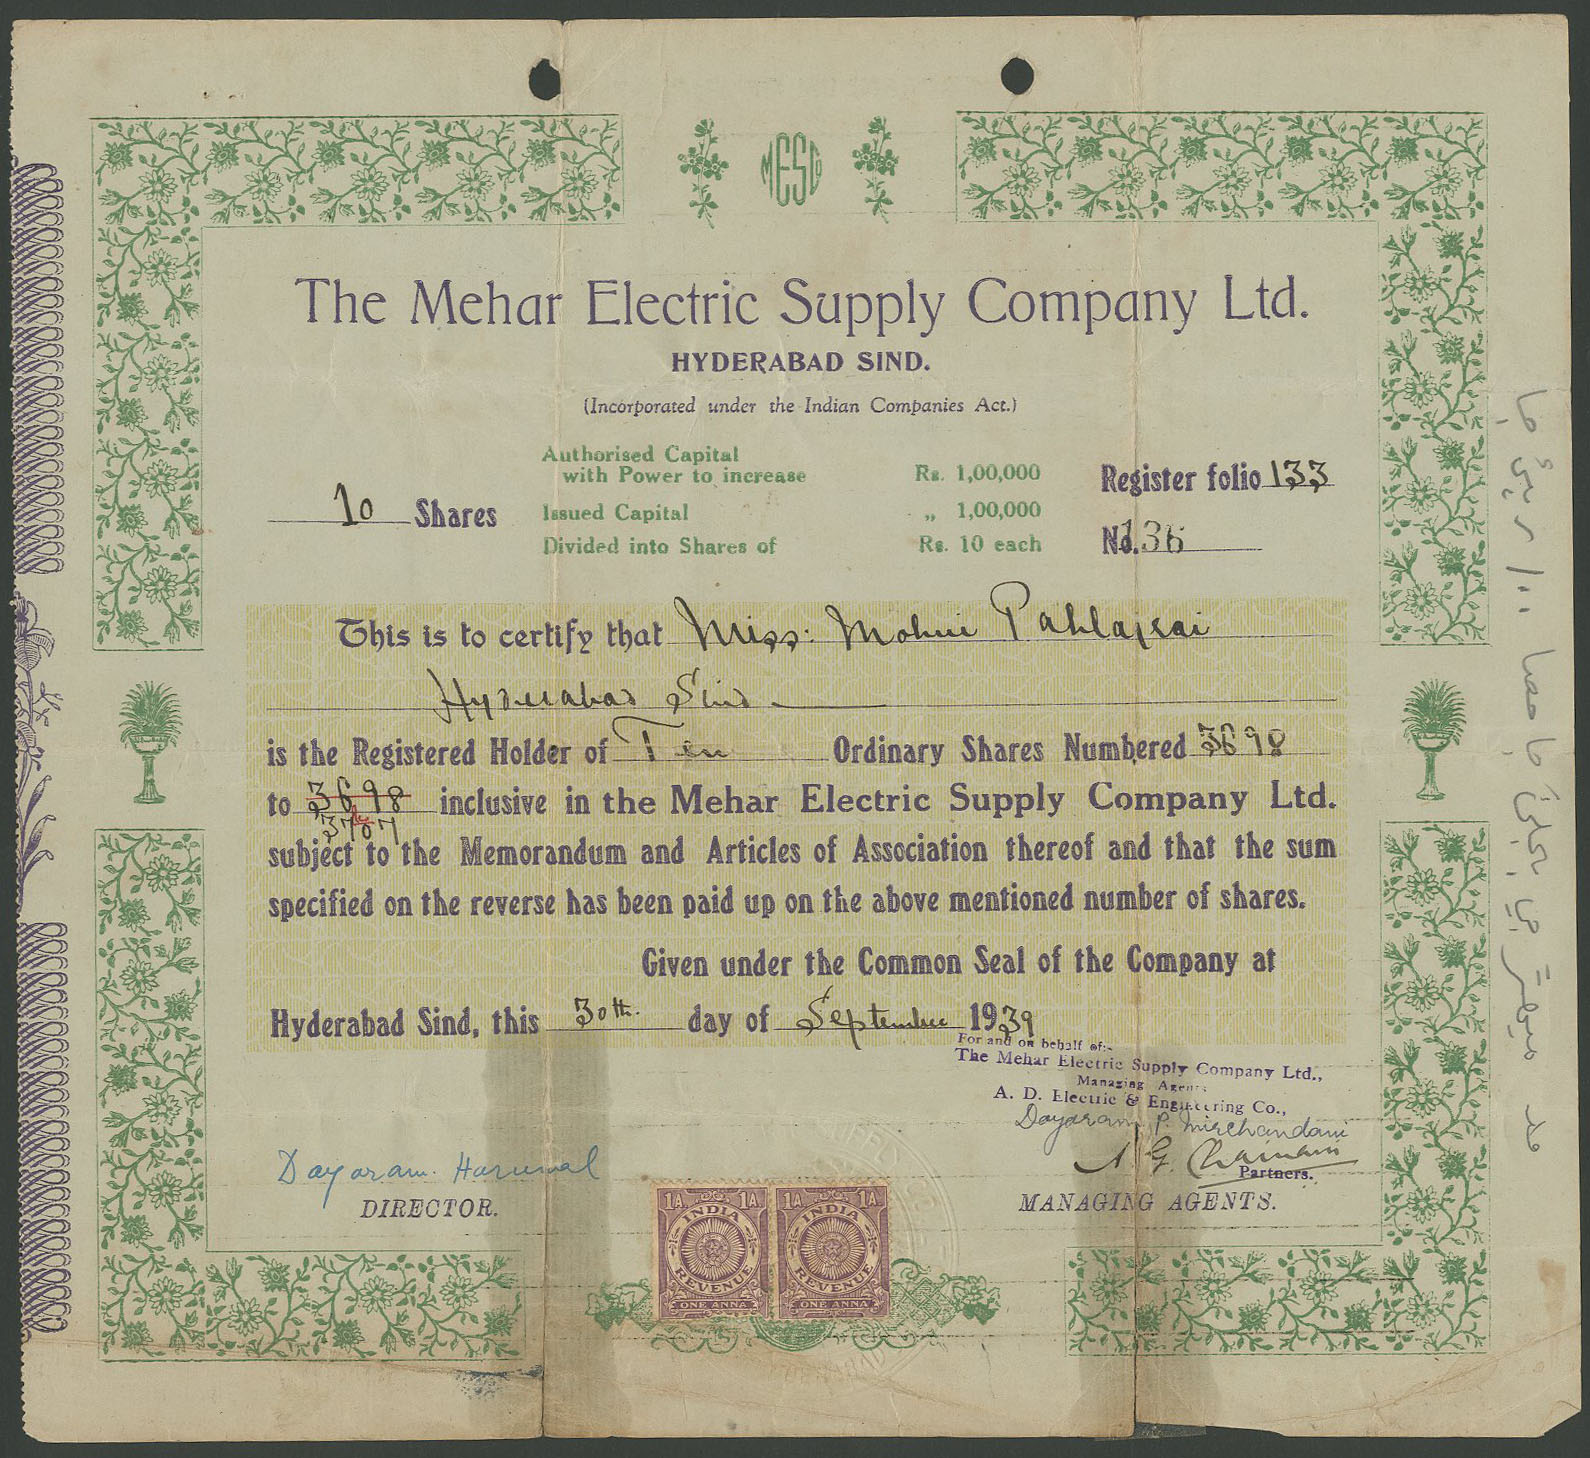 MESCo
The Mehar Electric Supply Company Ltd.
HYDERABAD SIND.
(Incorporated under the Indian Companies Act.)
Authorised Capital
with Power to increase Rs. 1,00,000
Register folio 133
10 Shares
Issued Capital „ 1,00,000
Divided into Shares of Rs. 10 each
No. 136
This is to certify that Miss: Mohni Pahlajrai
Hyderabad Sind
is the Registered Holder of Ten Ordinary Shares Numbered 3698
to 3698 inclusive in the Mehar Electric Supply Company Ltd.
3707
subject to the Memorandum and Articles of Association thereof and that the sum
specified on the reverse has been paid up on the above mentioned number of shares.
Given under the Common Seal of the Company at
Hyderabad Sind, this 30th. day of September 1939
For and on behalf of:-
The Mehar Electric Supply Company Ltd.,
Managing Agents
A. D. Electric & Engineering Co.,
Dayaram P. Mirchandani
Partners.
Dayaram. Harumal
DIRECTOR.
MANAGING AGENTS.
1A 1A 1A 1A
INDIA INDIA
REVENUE REVENUE
ONE ANNA ONE ANNA